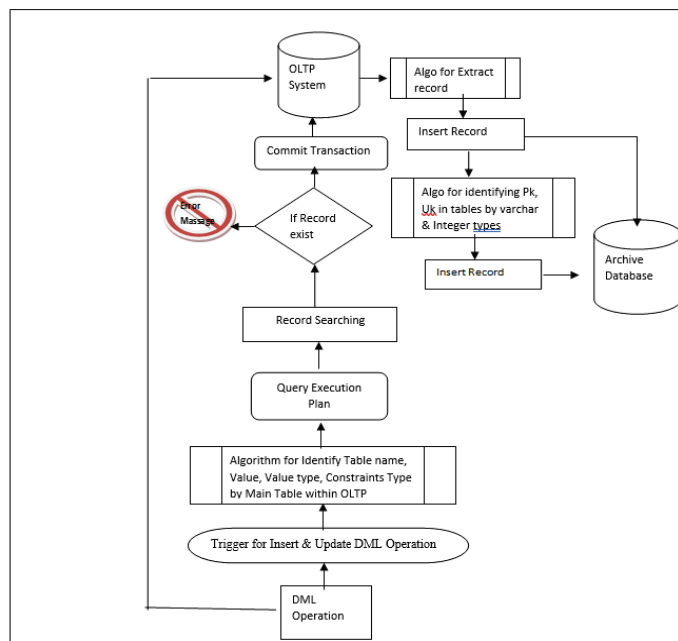 OLTP
System
Algo for Extract
record
Insert Record
Commit Transaction
Algo for identifying Pk,
Uk in tables by varchar
& Integer types
Error
Massage
If Record
exist
Archive
Database
Insert Record
Record Searching
Query Execution
Plan
Algorithm for Identify Table name,
Value, Value type, Constraints Type
by Main Table within OLTP
Trigger for Insert & Update DML Operation
DML
Operation